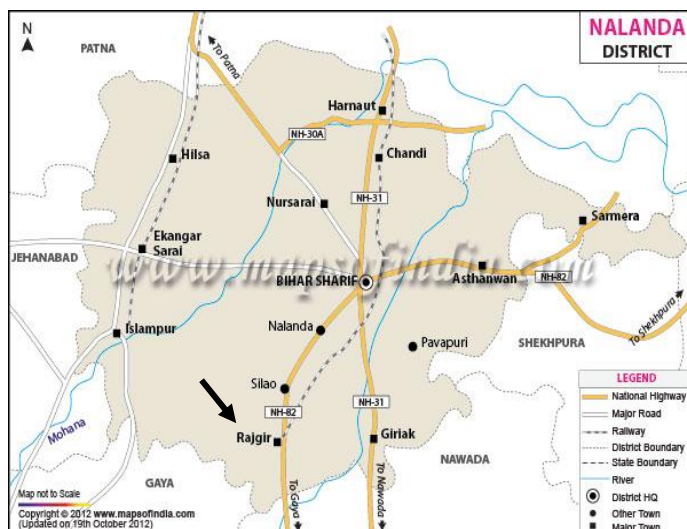 NALANDA
DISTRICT
N
PATNA
To Patna
Harnaut
NH-30A
Hilsa
Chandi
NH-31
Nursarai
Sarmera
Ekangar
Sarai
JEHANABAD
www.mapsofindia.com
BIHAR SHARIF
Asthanwan
NH-82
To Shekhpura
Islampur
Nalanda
Pavapuri
SHEKHPURA
Silao
NH-82
NH-31
Mohana
Rajgir
Giriak
NAWADA
GAYA
To Gaya
To Nawada
LEGEND
National Highway
Major Road
Railway
District Boundary
State Boundary
River
District HQ
Other Town
Major Town
Map not to Scale
Copyright © 2012 www.mapsofindia.com
(Updated on 19th October 2012)